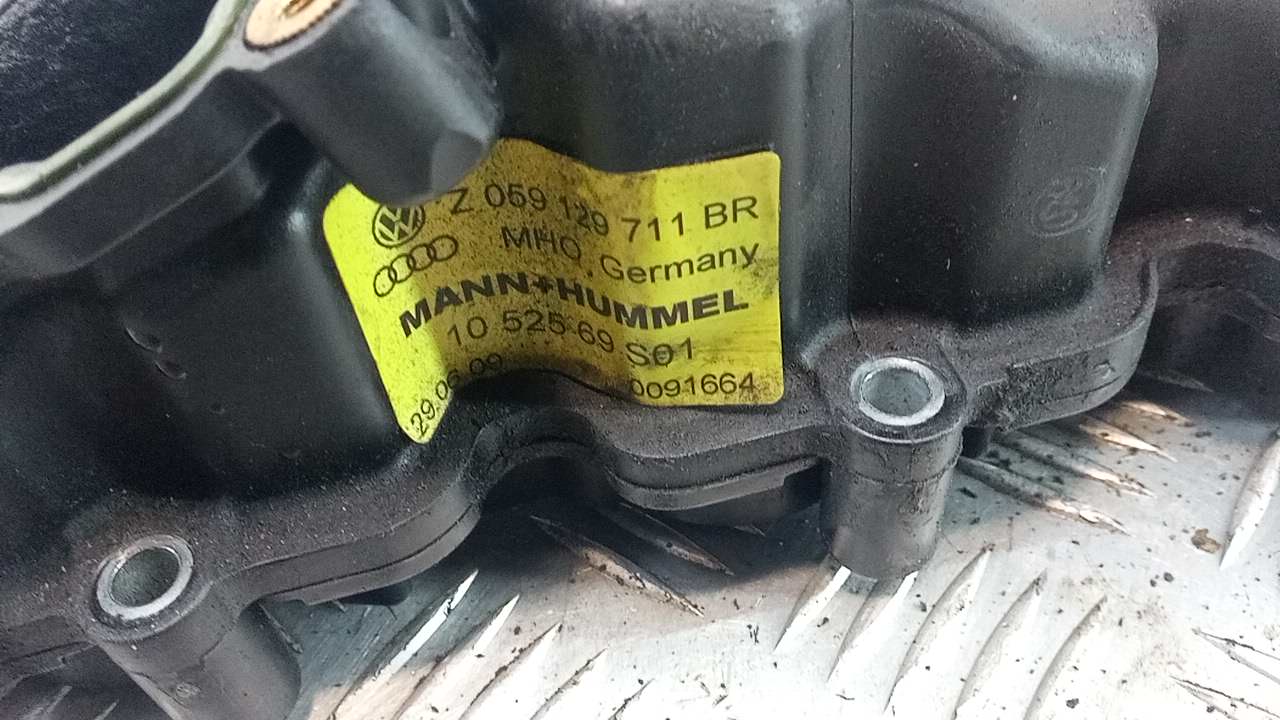 Z 059 129 711 BR
MHO, Germany
MANN+HUMMEL
10 525 69 S01
29.06.09 0091664